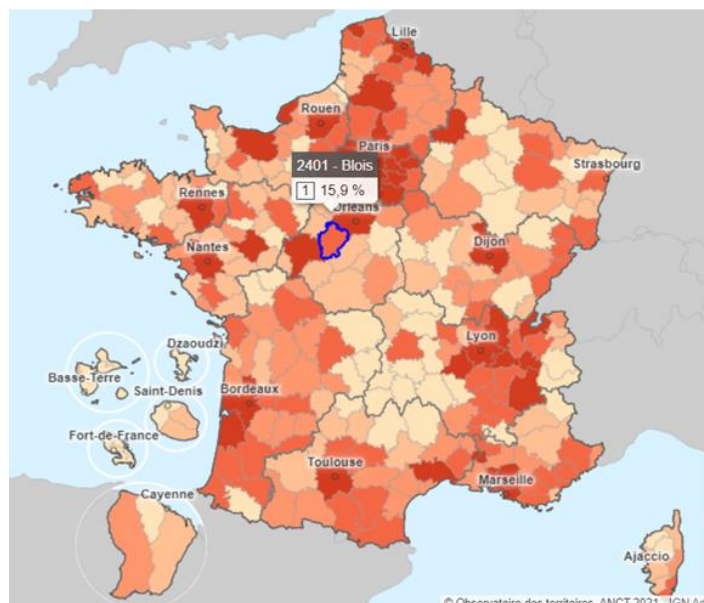 Lille
Rouen
Paris
2401 - Blois
1 15,9 %
Strasbourg
Rennes
Orléans
Nantes
Dijon
Dzaoudzi
Lyon
Basse-Terre
Saint-Denis
Bordeaux
Fort-de-France
Toulouse
Marseille
Cayenne
Ajaccio
© Observatoire des territoires, ANCT 2021 - IGN Ad